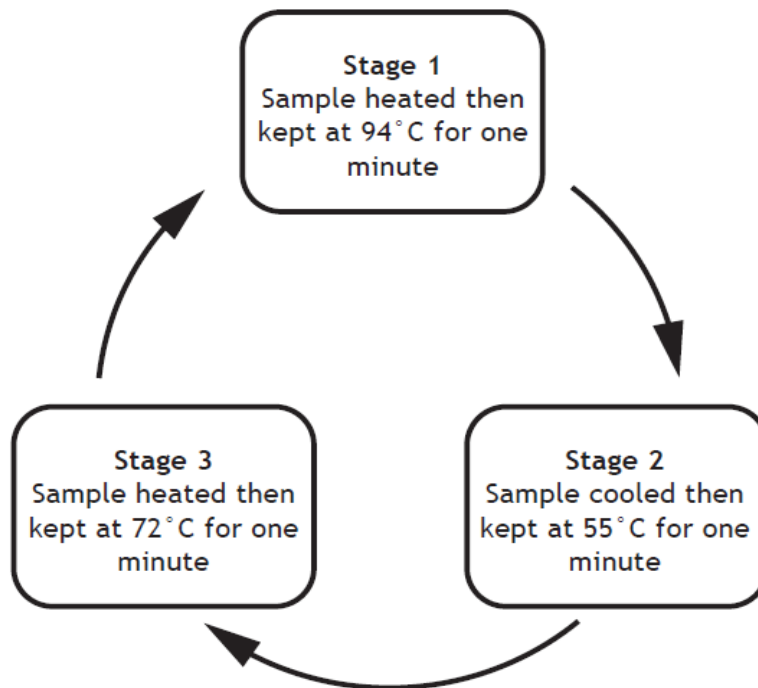 Stage 1
Sample heated then
kept at 94°C for one
minute
Stage 2
Sample cooled then
kept at 55°C for one
minute
Stage 3
Sample heated then
kept at 72°C for one
minute